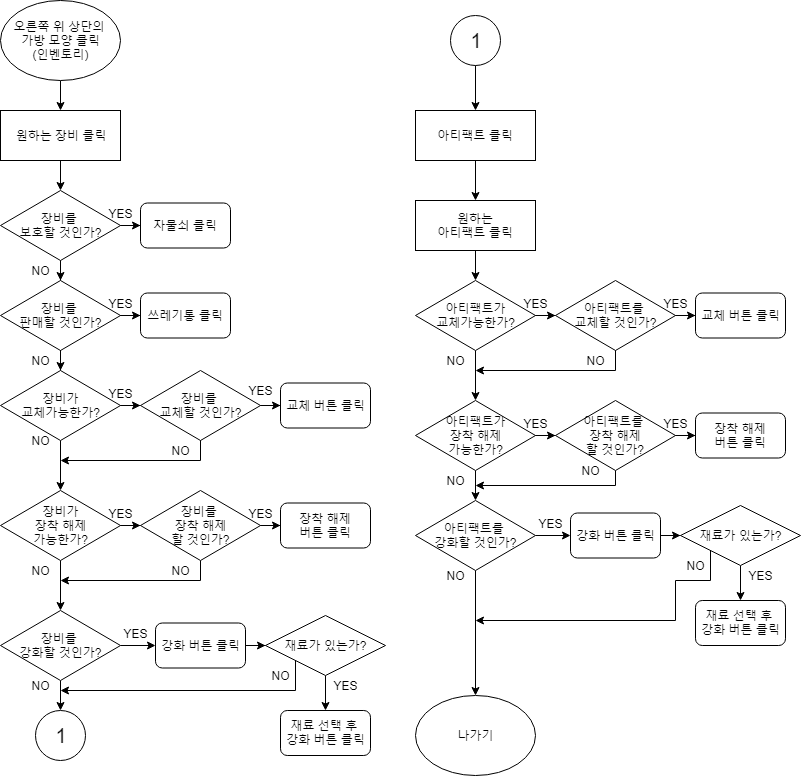 오른쪽 위 상단의
가방 모양 클릭
(인벤토리)
원하는 장비 클릭
장비를
보호할 것인가?
YES
자물쇠 클릭
NO
장비를
판매할 것인가?
YES
쓰레기통 클릭
NO
장비가
교체가능한가?
YES
장비를
교체할 것인가?
YES
교체 버튼 클릭
NO
NO
장비가
장착 해제
가능한가?
YES
장비를
장착 해제
할 것인가?
YES
장착 해제
버튼 클릭
NO
NO
장비를
강화할 것인가?
YES
강화 버튼 클릭
재료가 있는가?
NO
NO
YES
재료 선택 후
강화 버튼 클릭
1
1
아티팩트 클릭
원하는
아티팩트 클릭
아티팩트가
교체가능한가?
YES
아티팩트를
교체할 것인가?
YES
교체 버튼 클릭
NO
NO
아티팩트가
장착 해제
가능한가?
YES
아티팩트를
장착 해제
할 것인가?
YES
장착 해제
버튼 클릭
NO
NO
아티팩트를
강화할 것인가?
YES
강화 버튼 클릭
재료가 있는가?
NO
NO
YES
재료 선택 후
강화 버튼 클릭
나가기